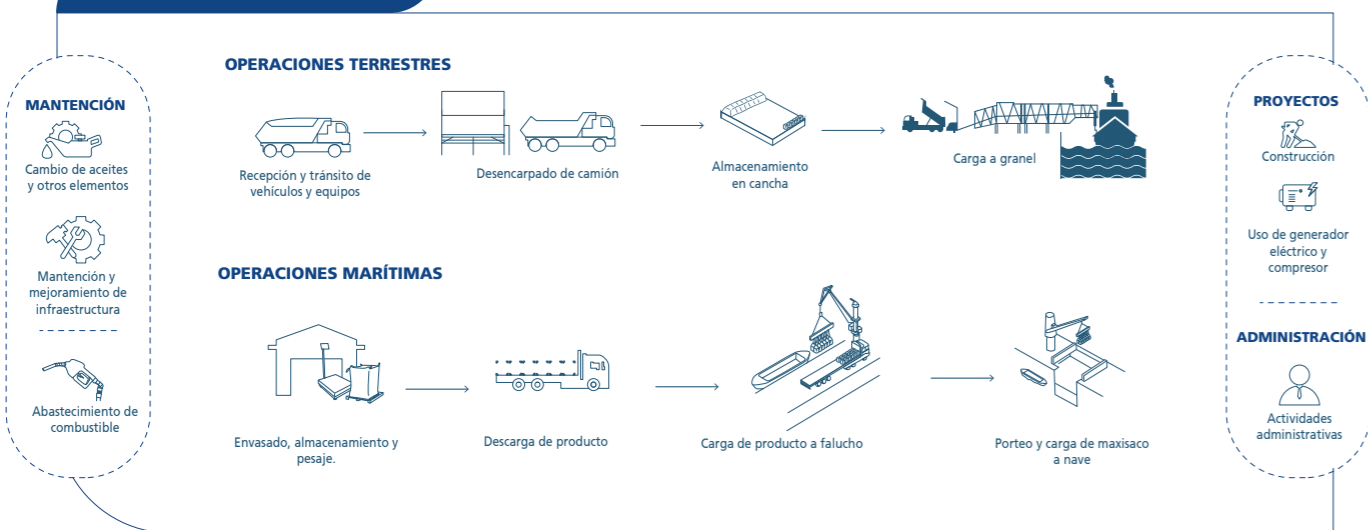 MANTENCIÓN
Cambio de aceites
y otros elementos
Mantención y
mejoramiento de
infraestructura
Abastecimiento de
combustible
OPERACIONES TERRESTRES
Recepción y tránsito de
vehículos y equipos
Desencarpado de camión
Almacenamiento
en cancha
Carga a granel
OPERACIONES MARÍTIMAS
Envasado, almacenamiento y
pesaje.
Descarga de producto
Carga de producto a falucho
Porteo y carga de maxisaco
a nave
PROYECTOS
Construcción
Uso de generador
eléctrico y
compresor
ADMINISTRACIÓN
Actividades
administrativas